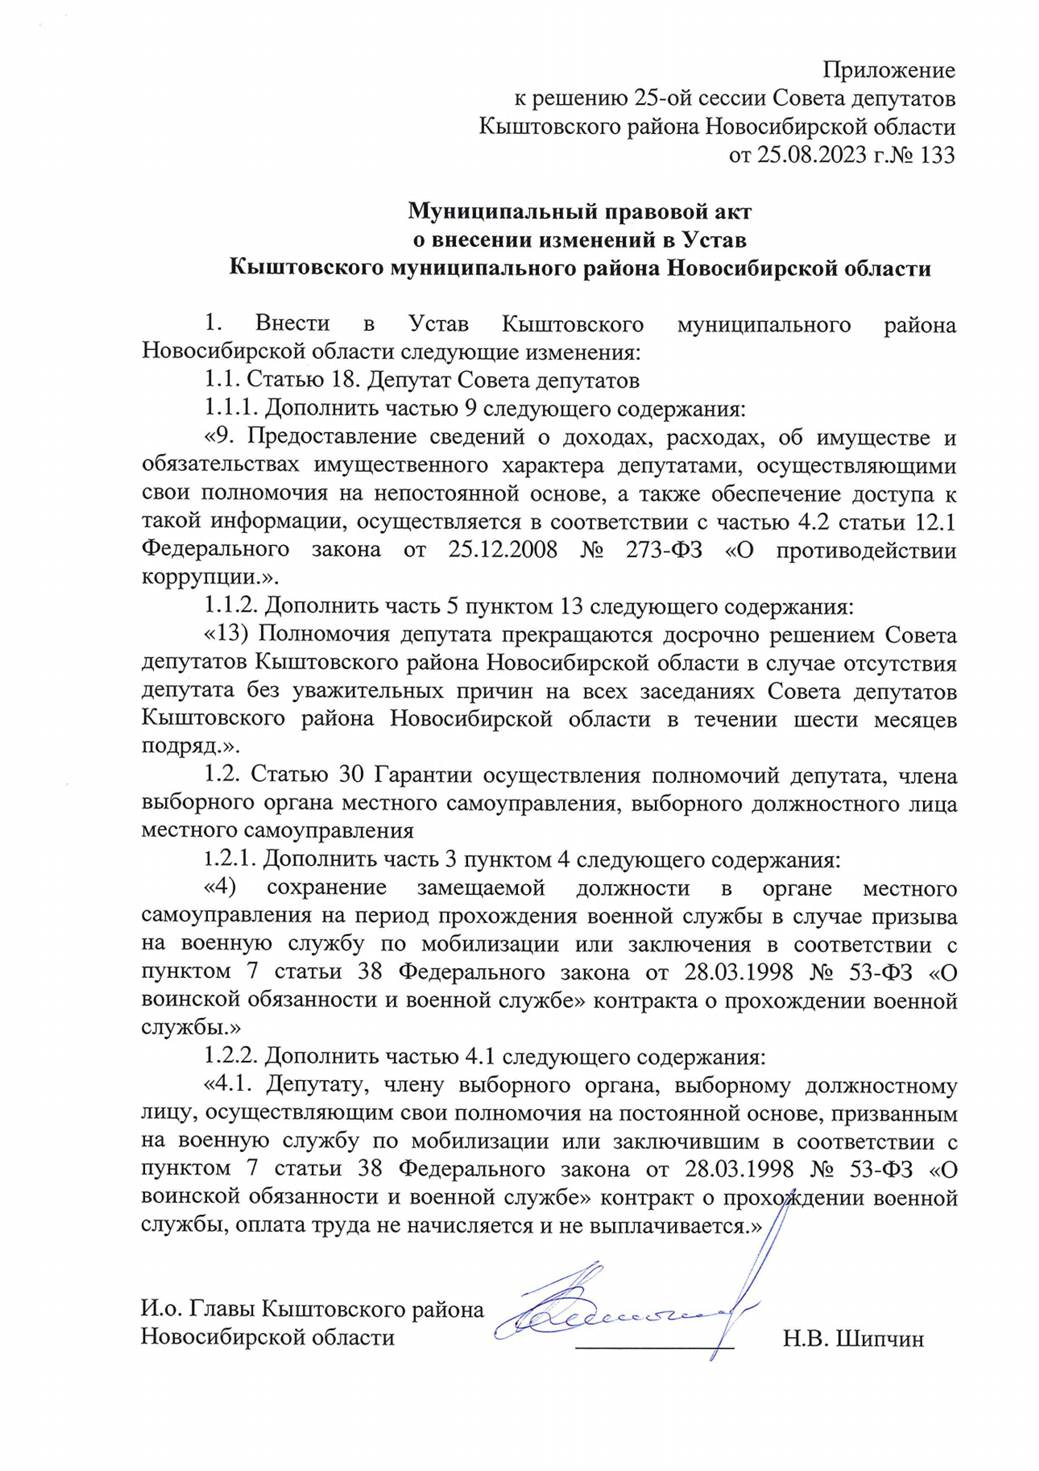 Приложение
к решению 25-ой сессии Совета депутатов
Кыштовского района Новосибирской области
от 25.08.2023 г.№ 133
Муниципальный правовой акт
о внесении изменений в Устав
Кыштовского муниципального района Новосибирской области
1. Внести в Устав Кыштовского муниципального района
Новосибирской области следующие изменения:
1.1. Статью 18. Депутат Совета депутатов
1.1.1. Дополнить частью 9 следующего содержания:
«9. Предоставление сведений о доходах, расходах, об имуществе и
обязательствах имущественного характера депутатами, осуществляющими
свои полномочия на непостоянной основе, а также обеспечение доступа к
такой информации, осуществляется в соответствии с частью 4.2 статьи 12.1
Федерального закона от 25.12.2008 № 273-ФЗ «О противодействии
коррупции.».
1.1.2. Дополнить часть 5 пунктом 13 следующего содержания:
«13) Полномочия депутата прекращаются досрочно решением Совета
депутатов Кыштовского района Новосибирской области в случае отсутствия
депутата без уважительных причин на всех заседаниях Совета депутатов
Кыштовского района Новосибирской области в течении шести месяцев
подряд.».
1.2. Статью 30 Гарантии осуществления полномочий депутата, члена
выборного органа местного самоуправления, выборного должностного лица
местного самоуправления
1.2.1. Дополнить часть 3 пунктом 4 следующего содержания:
«4) сохранение замещаемой должности в органе местного
самоуправления на период прохождения военной службы в случае призыва
на военную службу по мобилизации или заключения в соответствии с
пунктом 7 статьи 38 Федерального закона от 28.03.1998 № 53-ФЗ «О
воинской обязанности и военной службе» контракта о прохождении военной
службы.»
1.2.2. Дополнить частью 4.1 следующего содержания:
«4.1. Депутату, члену выборного органа, выборному должностному
лицу, осуществляющим свои полномочия на постоянной основе, призванным
на военную службу по мобилизации или заключившим в соответствии с
пунктом 7 статьи 38 Федерального закона от 28.03.1998 № 53-ФЗ «О
воинской обязанности и военной службе» контракт о прохождении военной
службы, оплата труда не начисляется и не выплачивается.»
И.о. Главы Кыштовского района
Новосибирской области _____________ Н.В. Шипчин